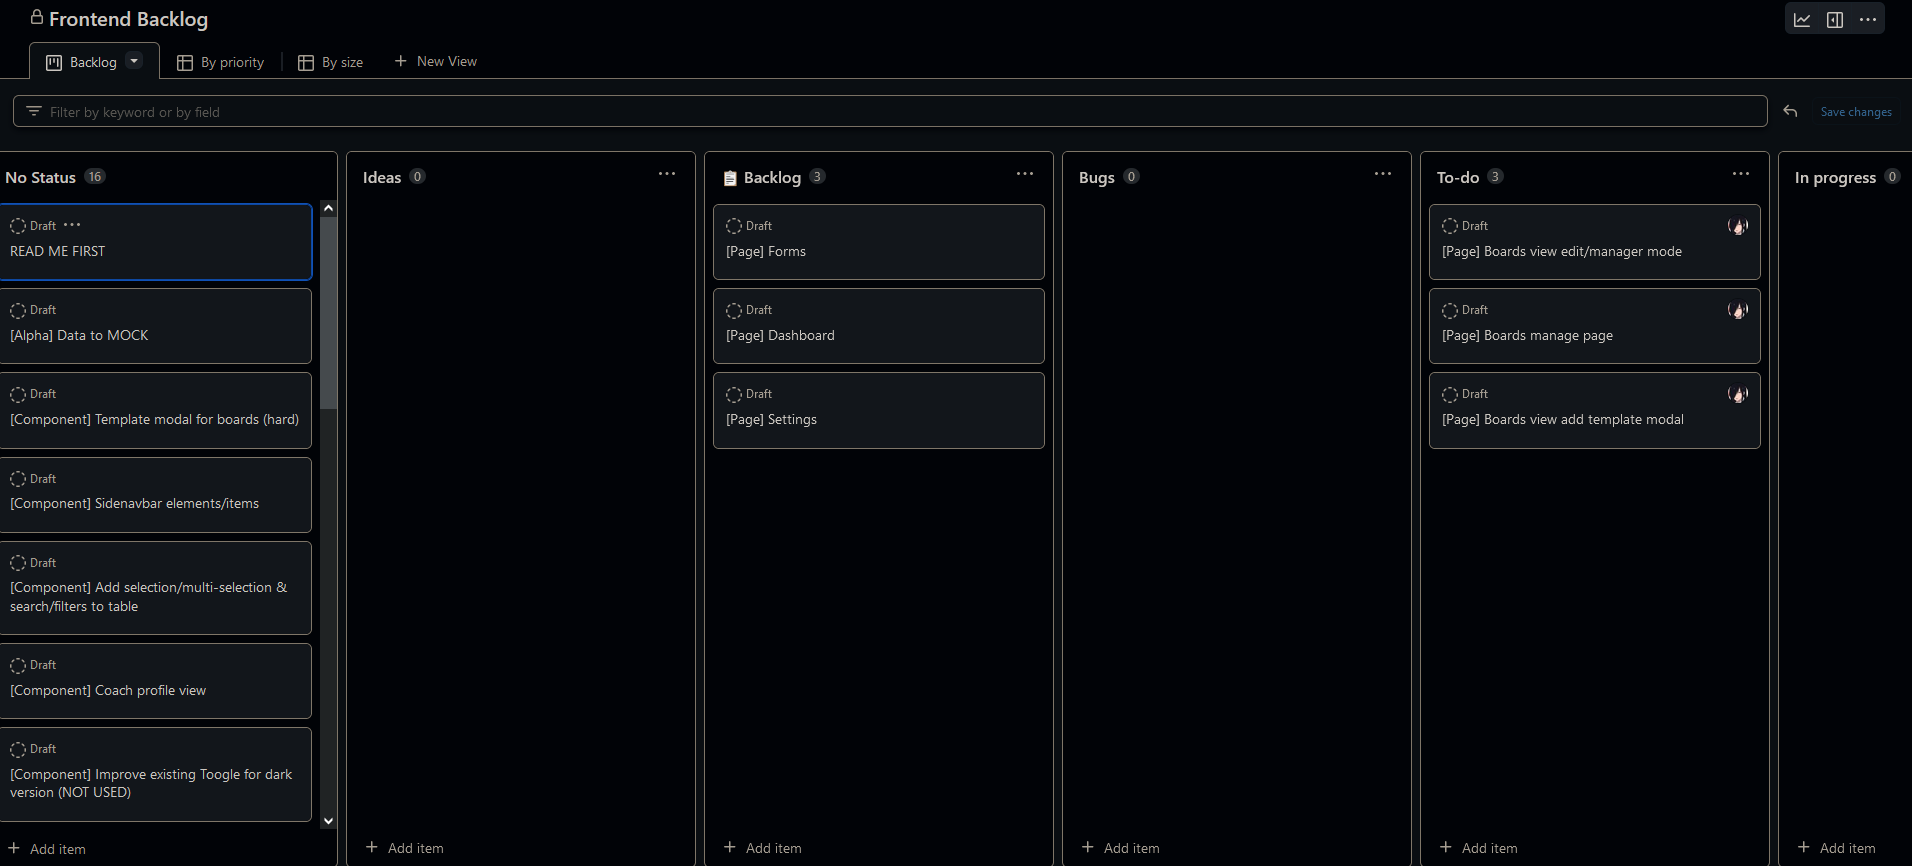 Frontend Backlog
Backlog
By priority
By size
New View
Filter by keyword or by field
Save changes
No Status 16
Draft
READ ME FIRST
Draft
[Alpha] Data to MOCK
Draft
[Component] Template modal for boards (hard)
Draft
[Component] Sidenavbar elements/items
Draft
[Component] Add selection/multi-selection &
search/filters to table
Draft
[Component] Coach profile view
Draft
[Component] Improve existing Toogle for dark
version (NOT USED)
Add item
Ideas 0
Add item
Backlog 3
Draft
[Page] Forms
Draft
[Page] Dashboard
Draft
[Page] Settings
Add item
Bugs 0
Add item
To-do 3
Draft
[Page] Boards view edit/manager mode
Draft
[Page] Boards manage page
Draft
[Page] Boards view add template modal
Add item
In progress 0
Add item